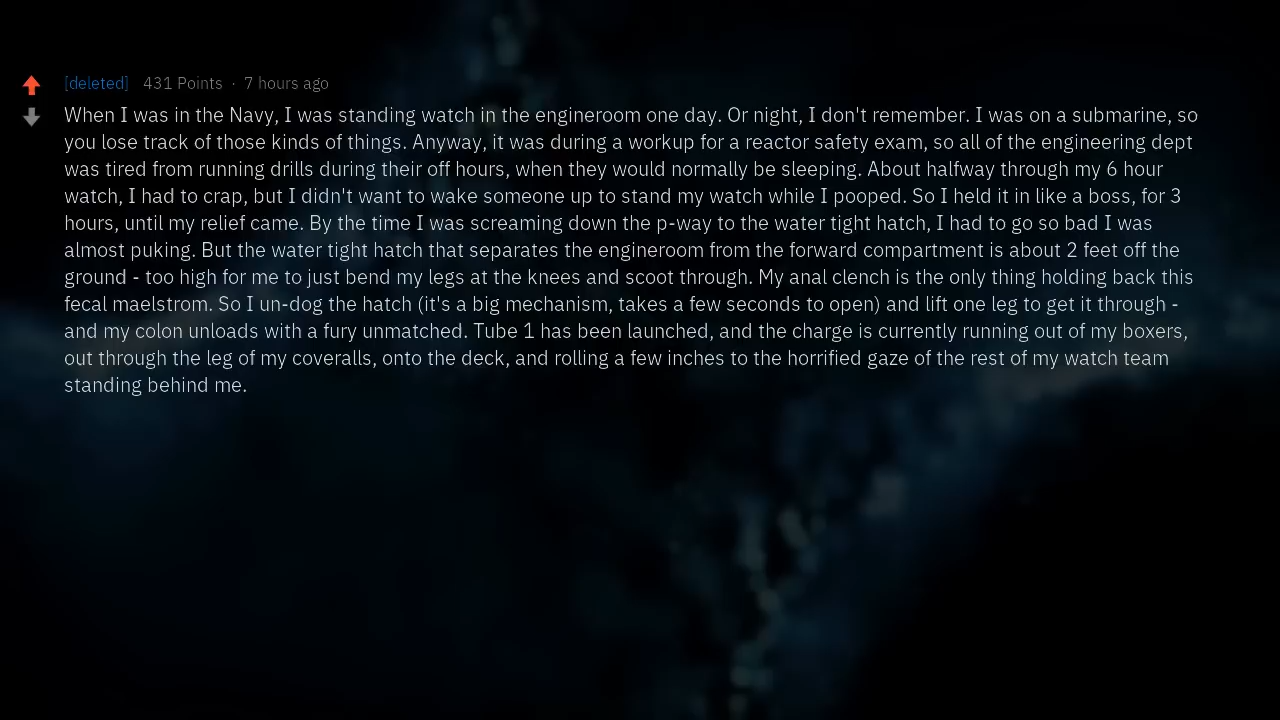 [deleted] 431 Points · 7 hours ago
When I was in the Navy, I was standing watch in the engineroom one day. Or night, I don't remember. I was on a submarine, so
you lose track of those kinds of things. Anyway, it was during a workup for a reactor safety exam, so all of the engineering dept
was tired from running drills during their off hours, when they would normally be sleeping. About halfway through my 6 hour
watch, I had to crap, but I didn't want to wake someone up to stand my watch while I pooped. So I held it in like a boss, for 3
hours, until my relief came. By the time I was screaming down the p-way to the water tight hatch, I had to go so bad I was
almost puking. But the water tight hatch that separates the engineroom from the forward compartment is about 2 feet off the
ground - too high for me to just bend my legs at the knees and scoot through. My anal clench is the only thing holding back this
fecal maelstrom. So I un-dog the hatch (it's a big mechanism, takes a few seconds to open) and lift one leg to get it through -
and my colon unloads with a fury unmatched. Tube 1 has been launched, and the charge is currently running out of my boxers,
out through the leg of my coveralls, onto the deck, and rolling a few inches to the horrified gaze of the rest of my watch team
standing behind me.